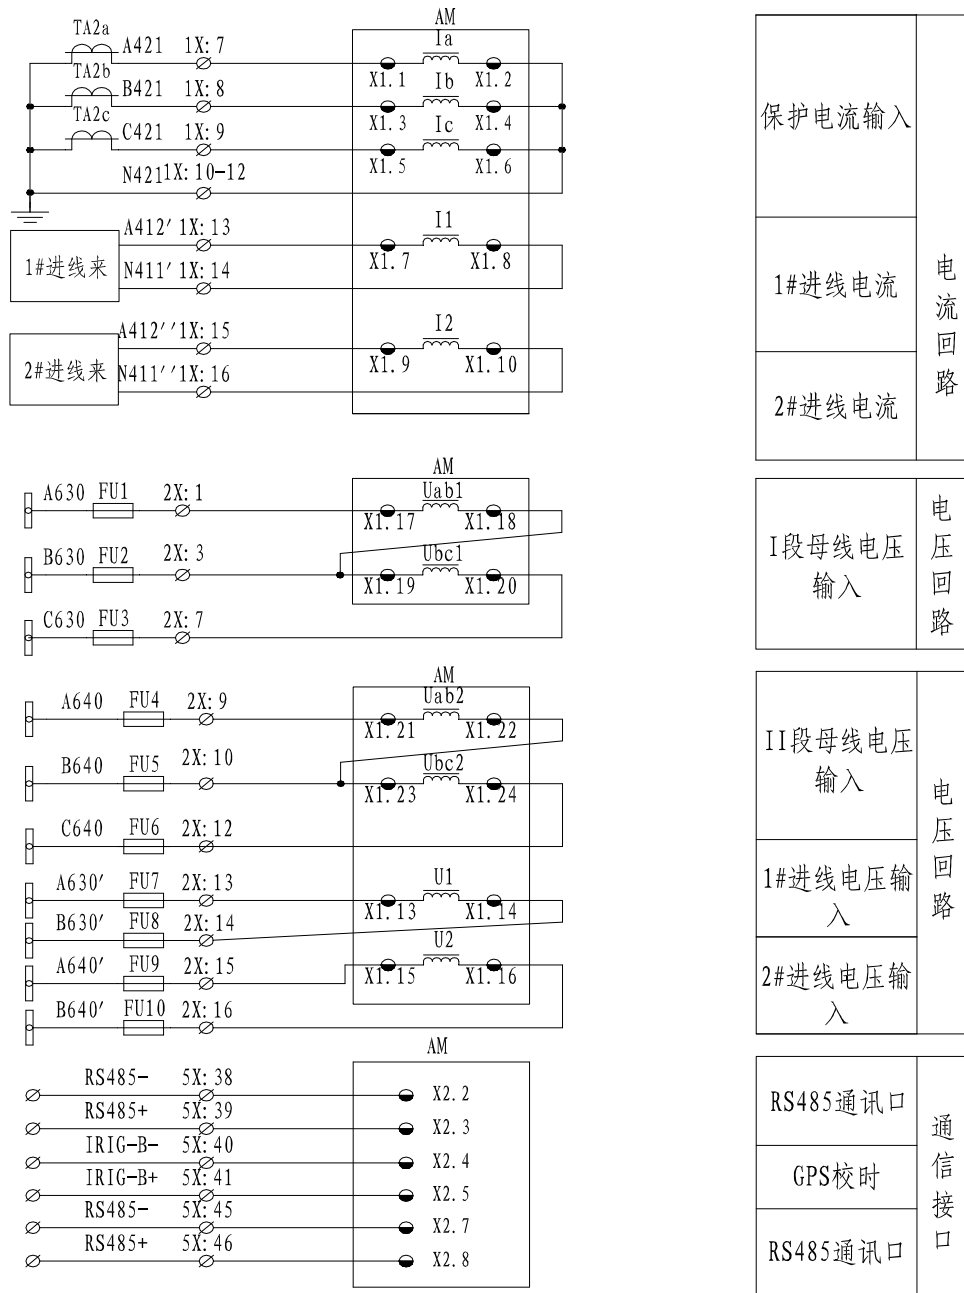 AM
TA2a
A421 1X:7
Ia
X1.1 X1.2
TA2b
B421 1X:8
Ib
X1.3 X1.4
TA2c
C421 1X:9
Ic
X1.5 X1.6
N421 1X:10-12
保护电流输入
A412′ 1X:13
I1
X1.7 X1.8
1#进线来
N411′ 1X:14
1#进线电流
A412′′ 1X:15
I2
X1.9 X1.10
2#进线来
N411′′ 1X:16
2#进线电流
电
流
回
路
AM
A630 FU1 2X:1
Uab1
X1.17 X1.18
B630 FU2 2X:3
Ubc1
X1.19 X1.20
C630 FU3 2X:7
I段母线电压
输入
电
压
回
路
AM
A640 FU4 2X:9
Uab2
X1.21 X1.22
B640 FU5 2X:10
Ubc2
X1.23 X1.24
C640 FU6 2X:12
II段母线电压
输入
A630′ FU7 2X:13
U1
X1.13 X1.14
B630′ FU8 2X:14
1#进线电压输
入
U2
A640′ FU9 2X:15
X1.15 X1.16
B640′ FU10 2X:16
2#进线电压输
入
电
压
回
路
AM
RS485- 5X:38 X2.2
RS485+ 5X:39 X2.3
IRIG-B- 5X:40 X2.4
IRIG-B+ 5X:41 X2.5
RS485- 5X:45 X2.7
RS485+ 5X:46 X2.8
RS485通讯口
GPS校时
RS485通讯口
通
信
接
口